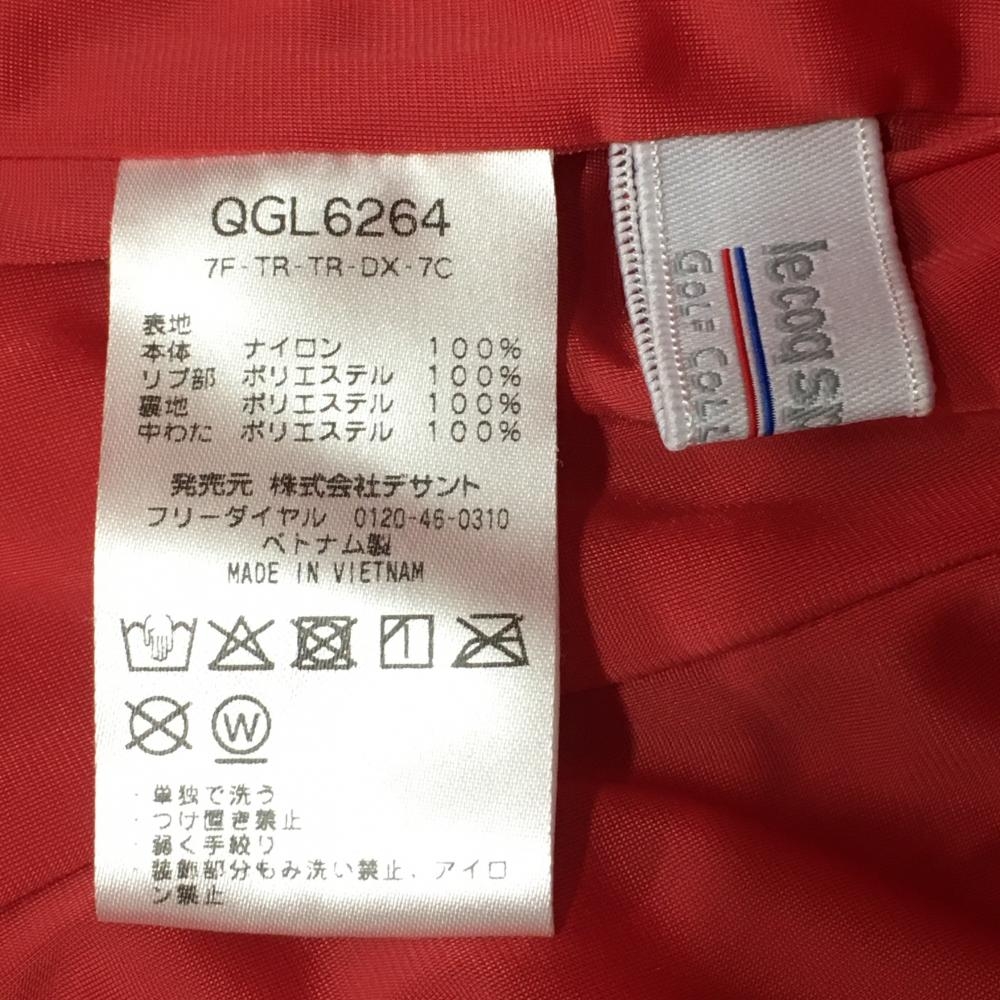 QGL6264
7F-TR-TR-DX-7C
表地
本体 ナイロン 100%
リブ部 ポリエステル 100%
裏地 ポリエステル 100%
中わた ポリエステル 100%
発売元 株式会社デサント
フリーダイヤル 0120-46-0310
ベトナム製
MADE IN VIETNAM
W
・単独で洗う
・つけ置き禁止
・弱く手絞り
・装飾部分もみ洗い禁止、アイロ
ン禁止
lecoq
GOLF